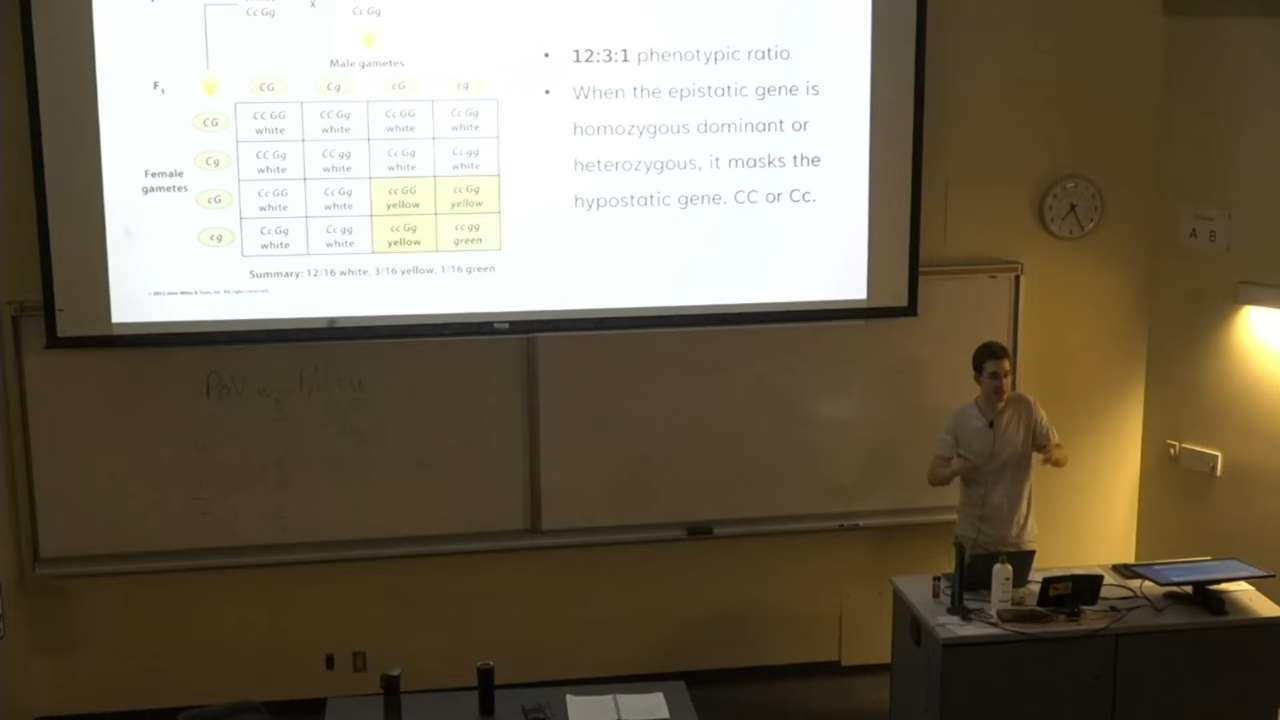 Cc Gg x Cc Gg
Male gametes
F₁ CG Cg cG cg
CG CC GG CC Gg Cc GG Cc Gg
white white white white
Cg CC Gg CC gg Cc Gg Cc gg
white white white white
Female
gametes
cG Cc GG Cc Gg cc GG cc Gg
white white yellow yellow
cg Cc Gg Cc gg cc Gg cc gg
white white yellow green
Summary: 12/16 white, 3/16 yellow, 1/16 green
• 12:3:1 phenotypic ratio
• When the epistatic gene is
homozygous dominant or
heterozygous, it masks the
hypostatic gene. CC or Cc.
A B